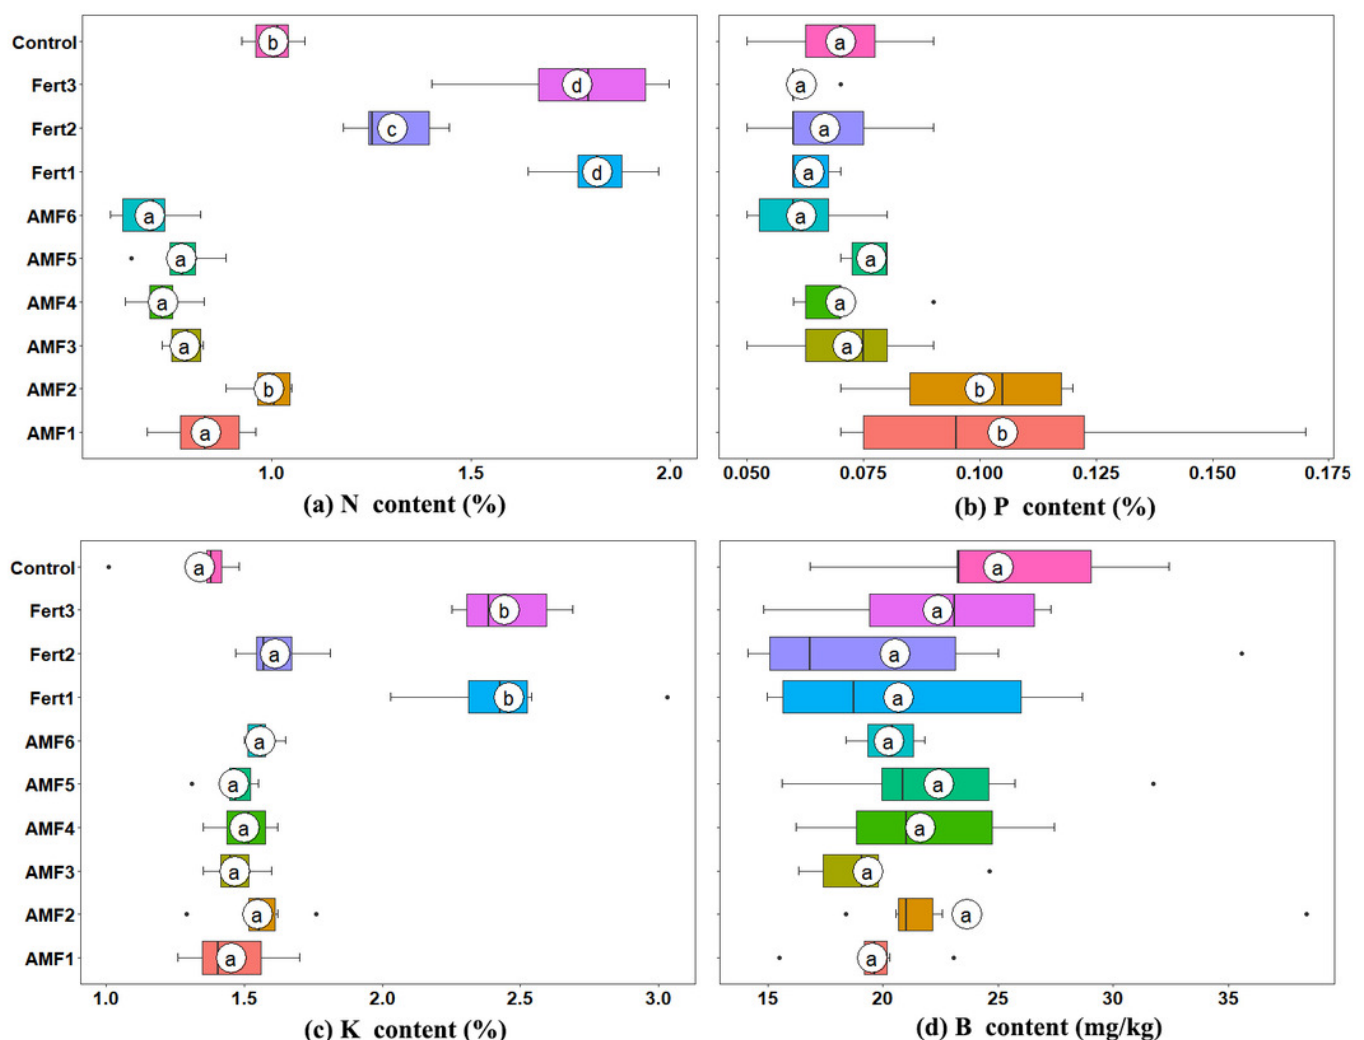 Control b a
Fert3 d a
Fert2 c a
Fert1 d a
AMF6 a a
AMF5 a a
AMF4 a a
AMF3 a a
AMF2 b b
AMF1 a b
1.0 1.5 2.0 0.050 0.075 0.100 0.125 0.150 0.175
(a) N content (%) (b) P content (%)
Control a a
Fert3 b a
Fert2 a a
Fert1 b a
AMF6 a a
AMF5 a a
AMF4 a a
AMF3 a a
AMF2 a a
AMF1 a a
1.0 1.5 2.0 2.5 3.0 15 20 25 30 35
(c) K content (%) (d) B content (mg/kg)